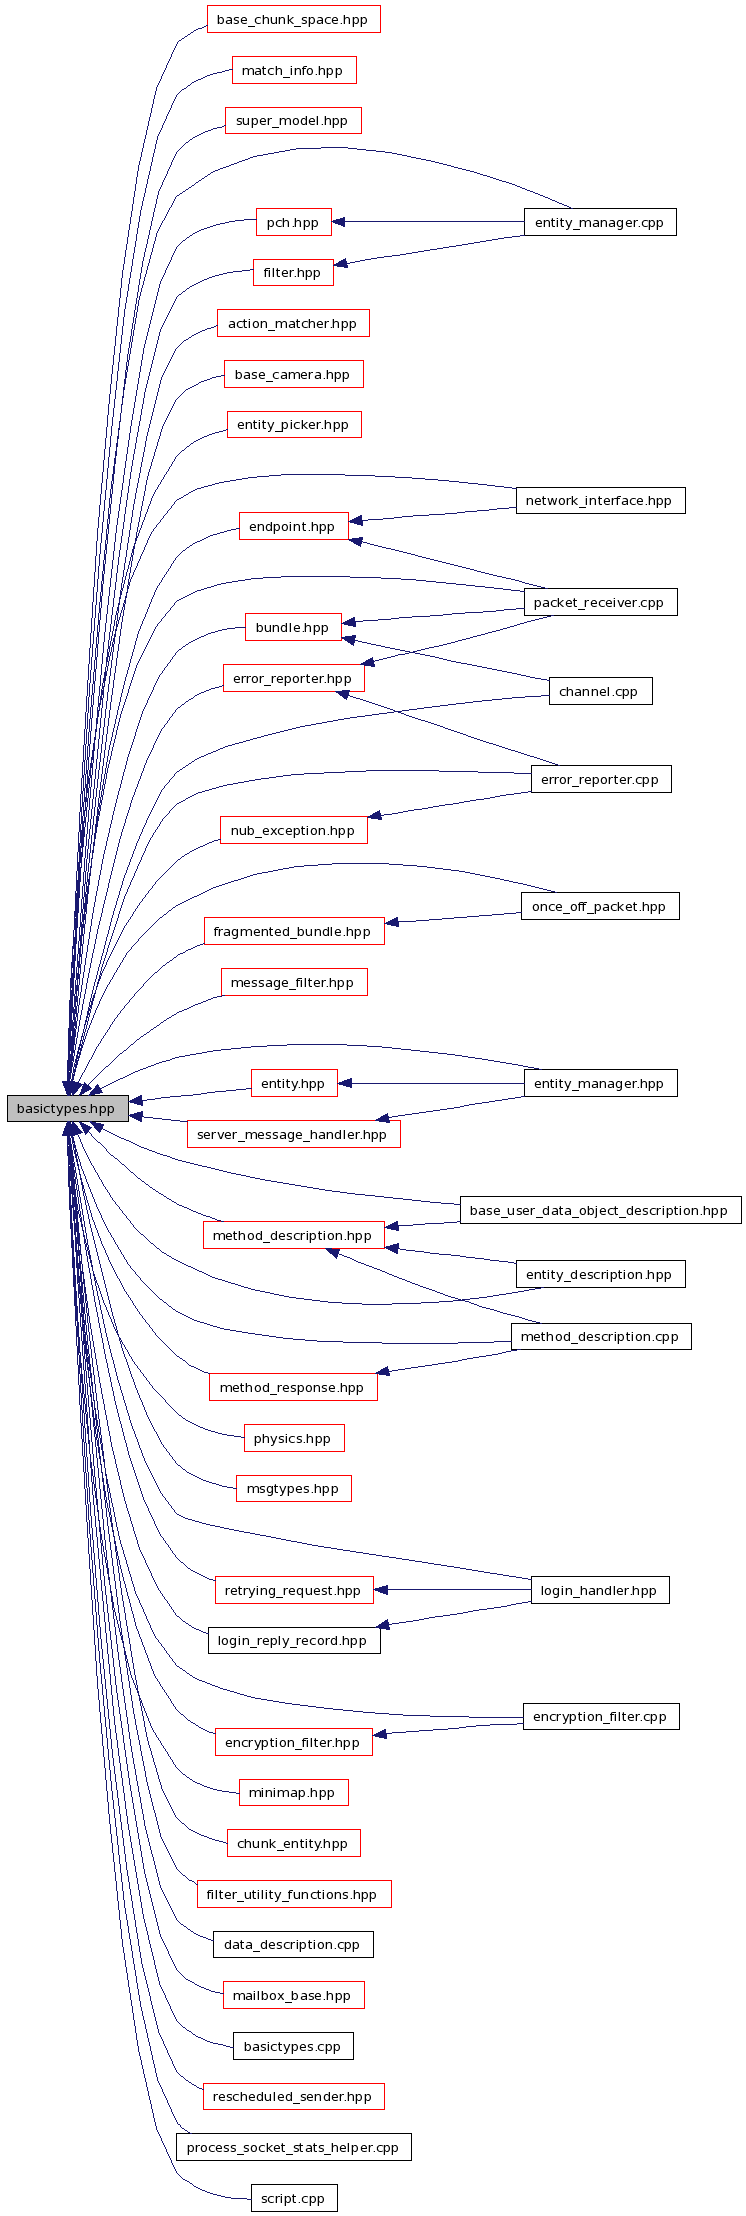 base_chunk_space.hpp
match_info.hpp
super_model.hpp
pch.hpp
entity_manager.cpp
filter.hpp
action_matcher.hpp
base_camera.hpp
entity_picker.hpp
network_interface.hpp
endpoint.hpp
packet_receiver.cpp
bundle.hpp
error_reporter.hpp
channel.cpp
error_reporter.cpp
nub_exception.hpp
once_off_packet.hpp
fragmented_bundle.hpp
message_filter.hpp
entity.hpp
entity_manager.hpp
basictypes.hpp
server_message_handler.hpp
base_user_data_object_description.hpp
method_description.hpp
entity_description.hpp
method_description.cpp
method_response.hpp
physics.hpp
msgtypes.hpp
retrying_request.hpp
login_handler.hpp
login_reply_record.hpp
encryption_filter.cpp
encryption_filter.hpp
minimap.hpp
chunk_entity.hpp
filter_utility_functions.hpp
data_description.cpp
mailbox_base.hpp
basictypes.cpp
rescheduled_sender.hpp
process_socket_stats_helper.cpp
script.cpp